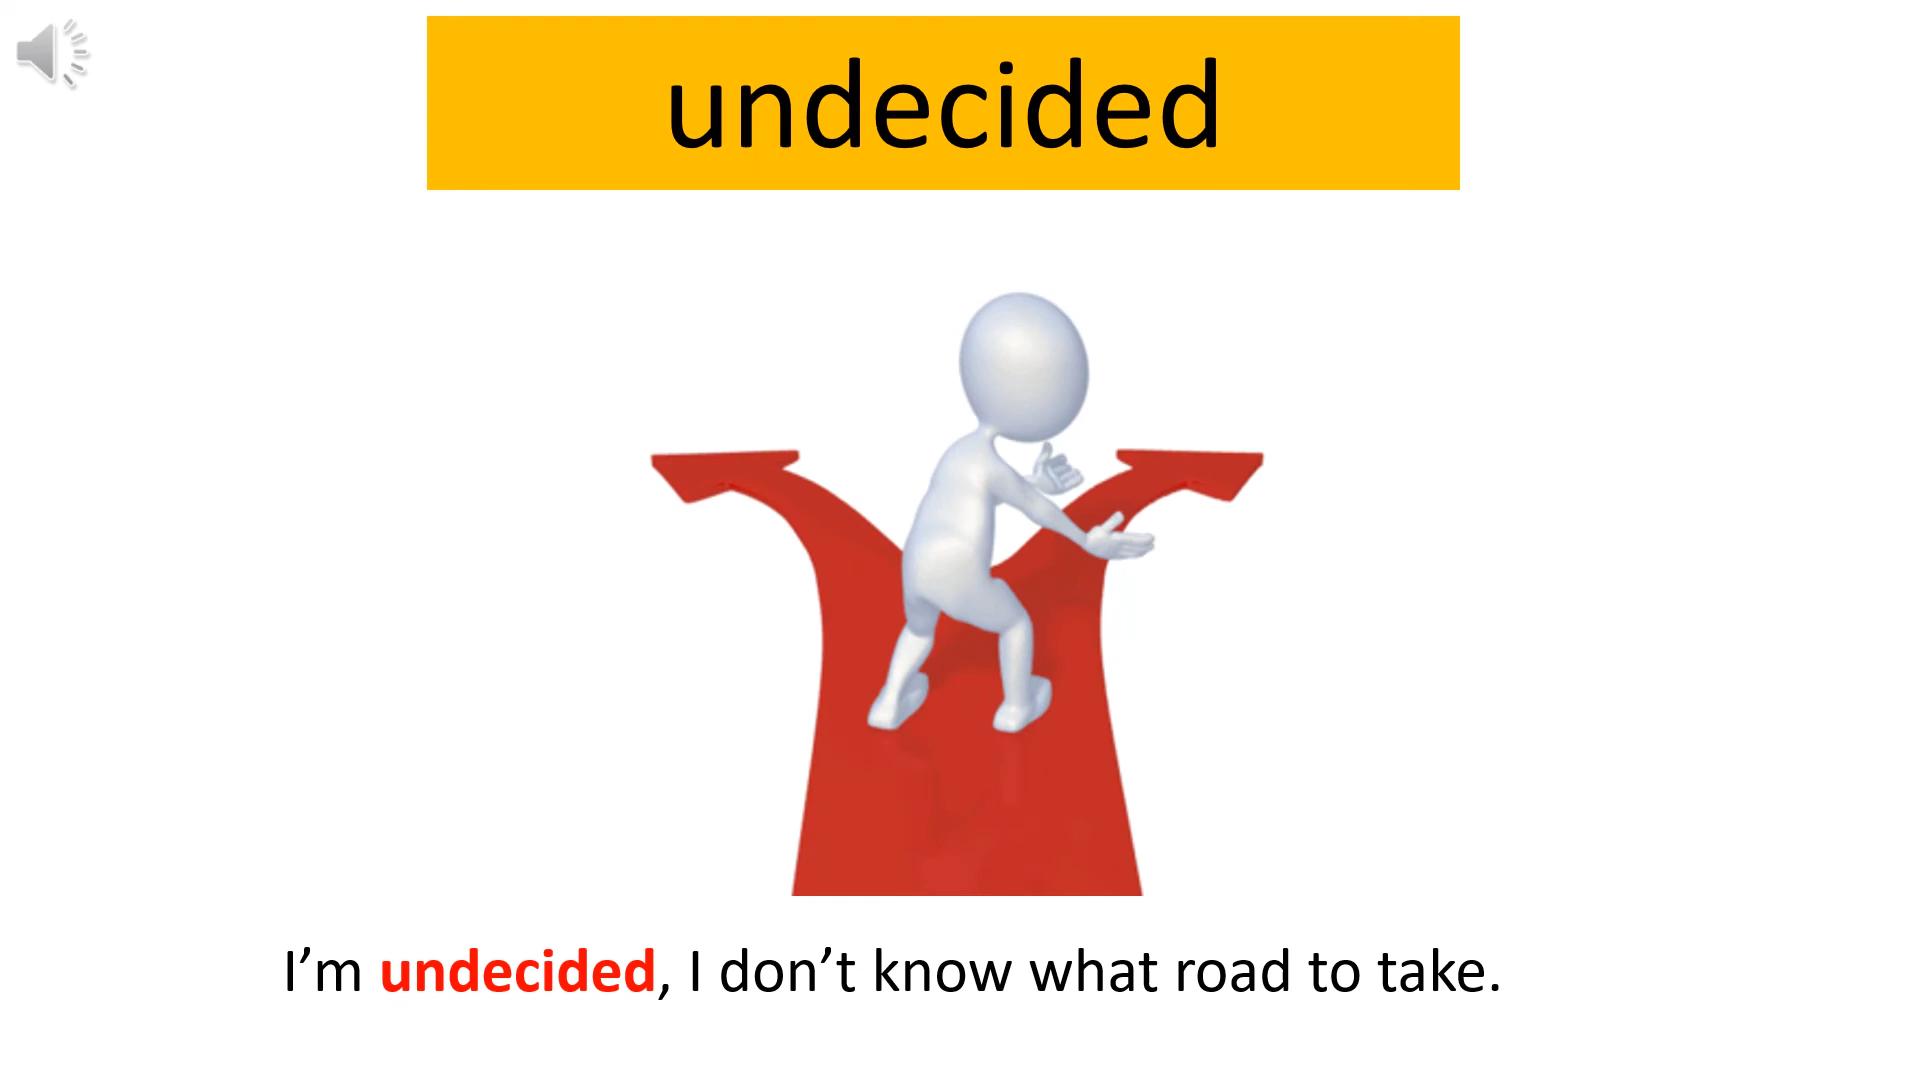 undecided
I’m undecided, I don’t know what road to take.